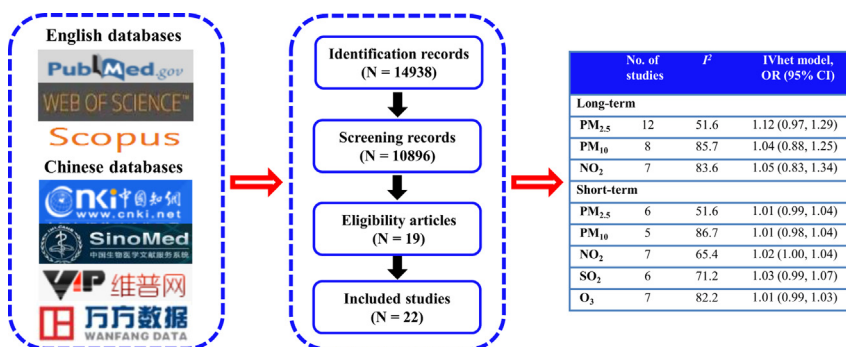 English databases
PubMed.gov
WEB OF SCIENCE™
Scopus
Chinese databases
Cnki中国知网
www.cnki.net
SinoMed
中国生物医学文献服务系统
VIP 维普网
万方数据
WANFANG DATA
Identification records
(N = 14938)
Screening records
(N = 10896)
Eligibility articles
(N = 19)
Included studies
(N = 22)
No. of studies I² IVhet model, OR (95% CI)
Long-term
PM₂.₅ 12 51.6 1.12 (0.97, 1.29)
PM₁₀ 8 85.7 1.04 (0.88, 1.25)
NO₂ 7 83.6 1.05 (0.83, 1.34)
Short-term
PM₂.₅ 6 51.6 1.01 (0.99, 1.04)
PM₁₀ 5 86.7 1.01 (0.98, 1.04)
NO₂ 7 65.4 1.02 (1.00, 1.04)
SO₂ 6 71.2 1.03 (0.99, 1.07)
O₃ 7 82.2 1.01 (0.99, 1.03)